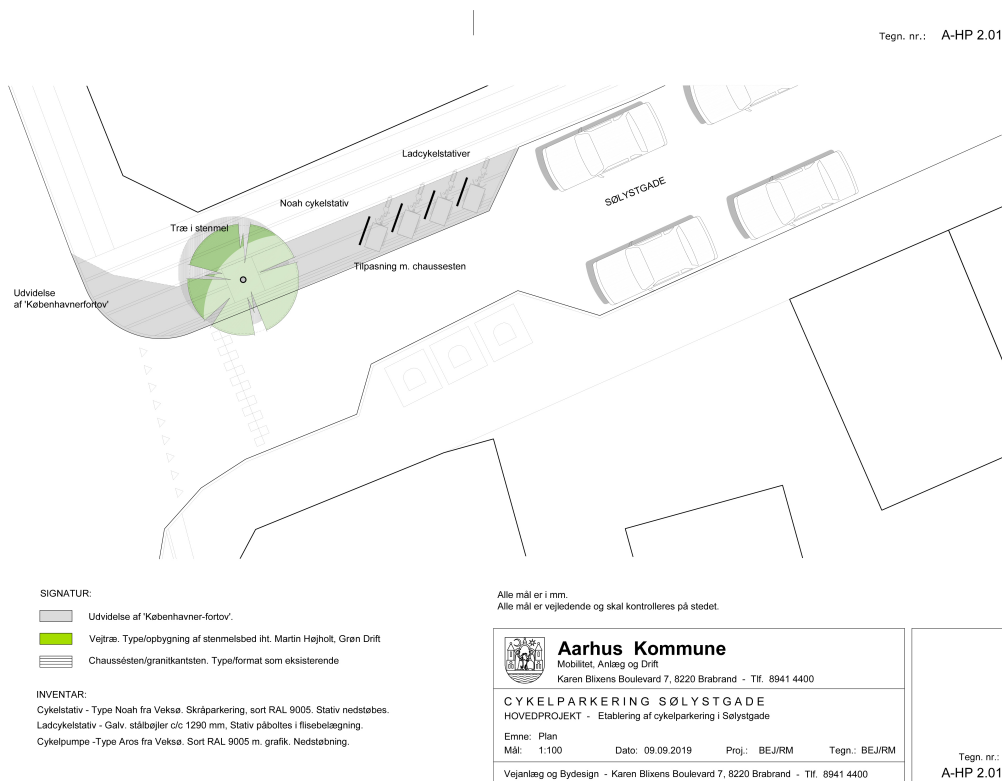 Tegn. nr.: A-HP 2.01
Ladcykelstativer
SØLYSTGADE
Noah cykelstativ
Træ i stenmel
Tilpasning m. chaussesten
Udvidelse
af 'Københavnerfortov'
SIGNATUR:
Udvidelse af 'Københavner-fortov'.
Vejtræ. Type/opbygning af stenmelsbed iht. Martin Højholt, Grøn Drift
Chaussésten/granitkantsten. Type/format som eksisterende
INVENTAR:
Cykelstativ - Type Noah fra Veksø. Skråparkering, sort RAL 9005. Stativ nedstøbes.
Ladcykelstativ - Galv. stålbøjler c/c 1290 mm, Stativ påboltes i flisebelægning.
Cykelpumpe -Type Aros fra Veksø. Sort RAL 9005 m. grafik. Nedstøbning.
Alle mål er i mm.
Alle mål er vejledende og skal kontrolleres på stedet.
Aarhus Kommune
Mobilitet, Anlæg og Drift
Karen Blixens Boulevard 7, 8220 Brabrand - Tlf. 8941 4400
CYKELPARKERING SØLYSTGADE
HOVEDPROJEKT - Etablering af cykelparkering i Sølystgade
Emne: Plan
Mål: 1:100 Dato: 09.09.2019 Proj.: BEJ/RM Tegn.: BEJ/RM
Vejanlæg og Bydesign - Karen Blixens Boulevard 7, 8220 Brabrand - Tlf. 8941 4400
Tegn. nr.:
A-HP 2.01